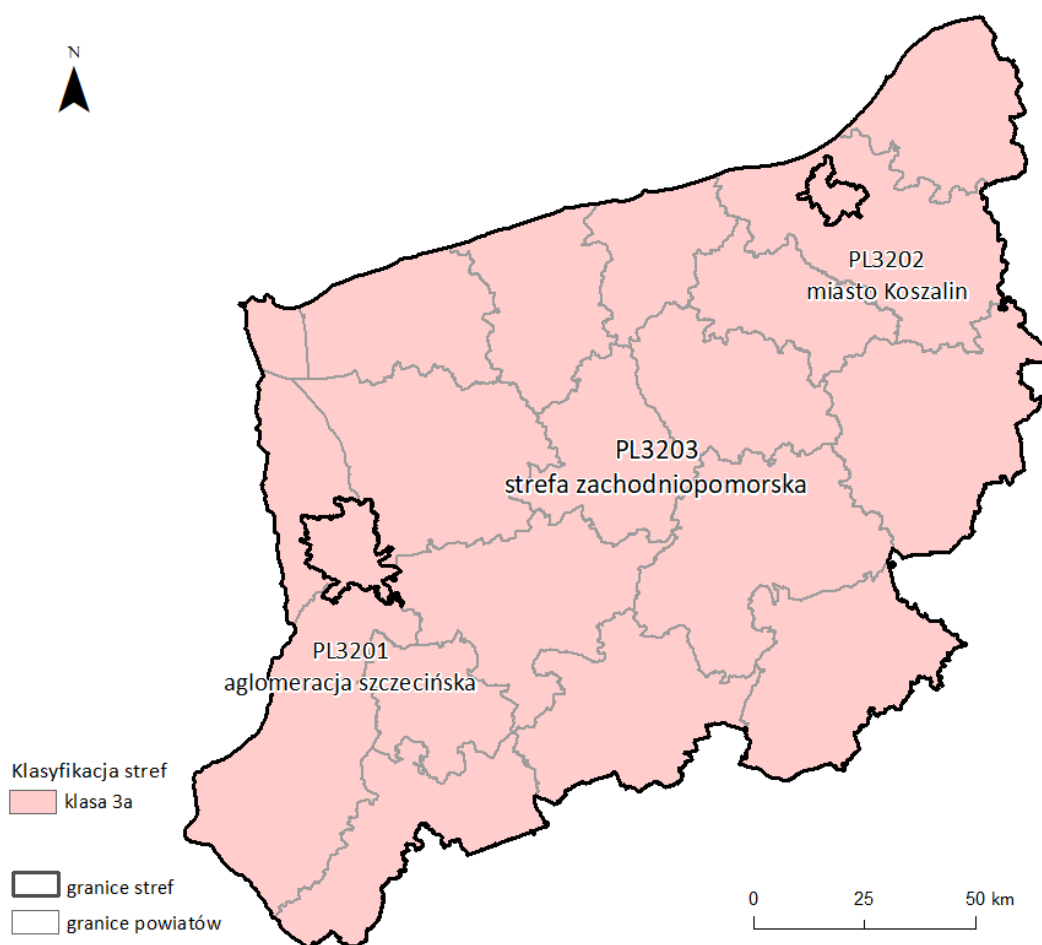 N
PL3202
miasto Koszalin
PL3203
strefa zachodniopomorska
PL3201
aglomeracja szczecińska
Klasyfikacja stref
klasa 3a
granice stref
granice powiatów
0 25 50 km